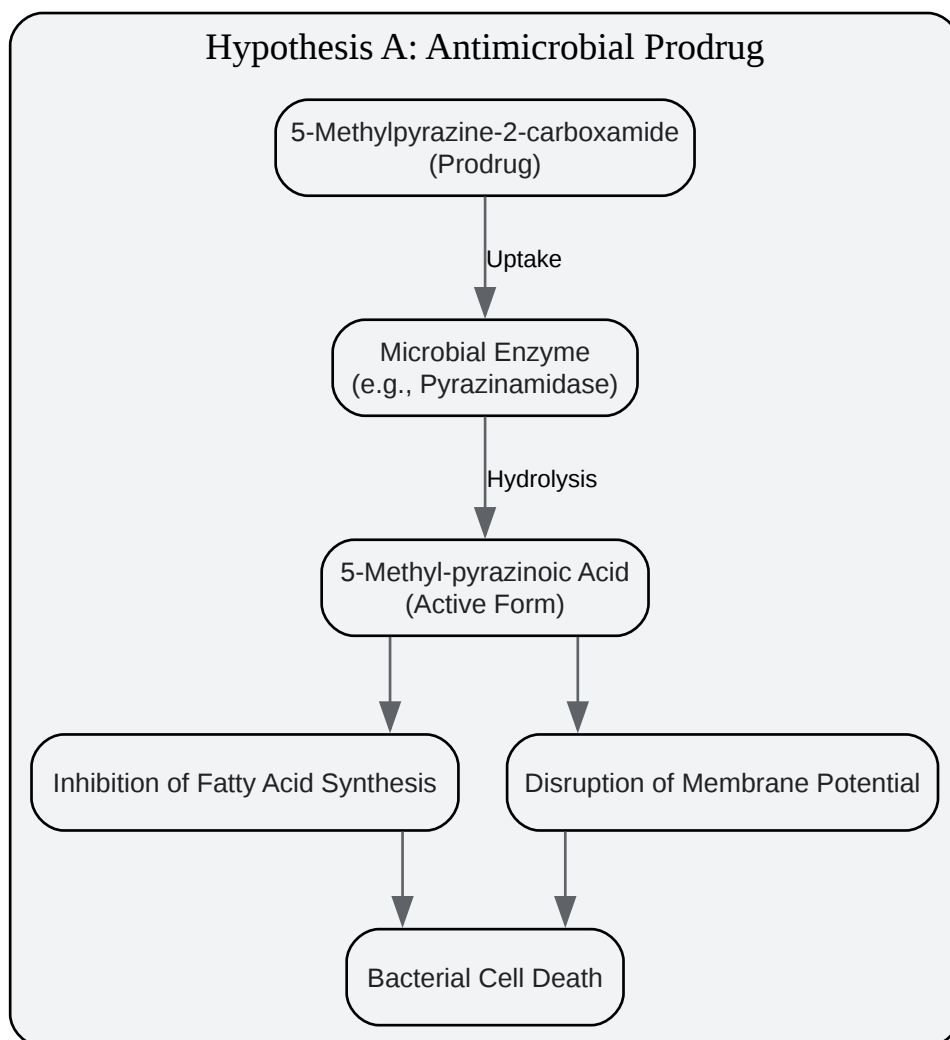 Hypothesis A: Antimicrobial Prodrug
5-Methylpyrazine-2-carboxamide
(Prodrug)
Uptake
Microbial Enzyme
(e.g., Pyrazinamidase)
Hydrolysis
5-Methyl-pyrazinoic Acid
(Active Form)
Inhibition of Fatty Acid Synthesis
Disruption of Membrane Potential
Bacterial Cell Death